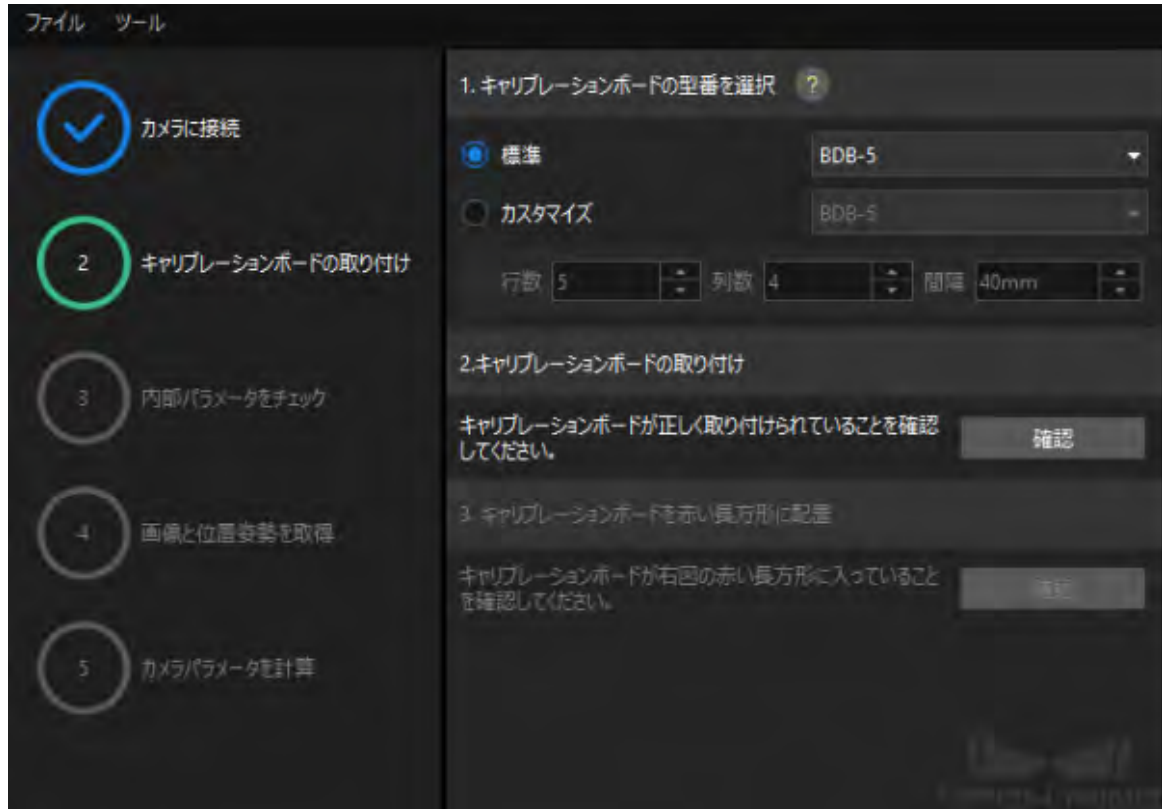 ファイル ツール
カメラに接続
2 キャリブレーションボードの取り付け
3 内部パラメータをチェック
4 画像と位置姿勢を取得
5 カメラパラメータを計算
1. キャリブレーションボードの型番を選択 ?
標準 BDB-5
カスタマイズ BDB-5
行数 5 列数 4 間隔 40mm
2.キャリブレーションボードの取り付け
キャリブレーションボードが正しく取り付けられていることを確認
してください。
確認
3. キャリブレーションボードを赤い長方形に配置
キャリブレーションボードが右図の赤い長方形に入っていること
を確認してください。
確認